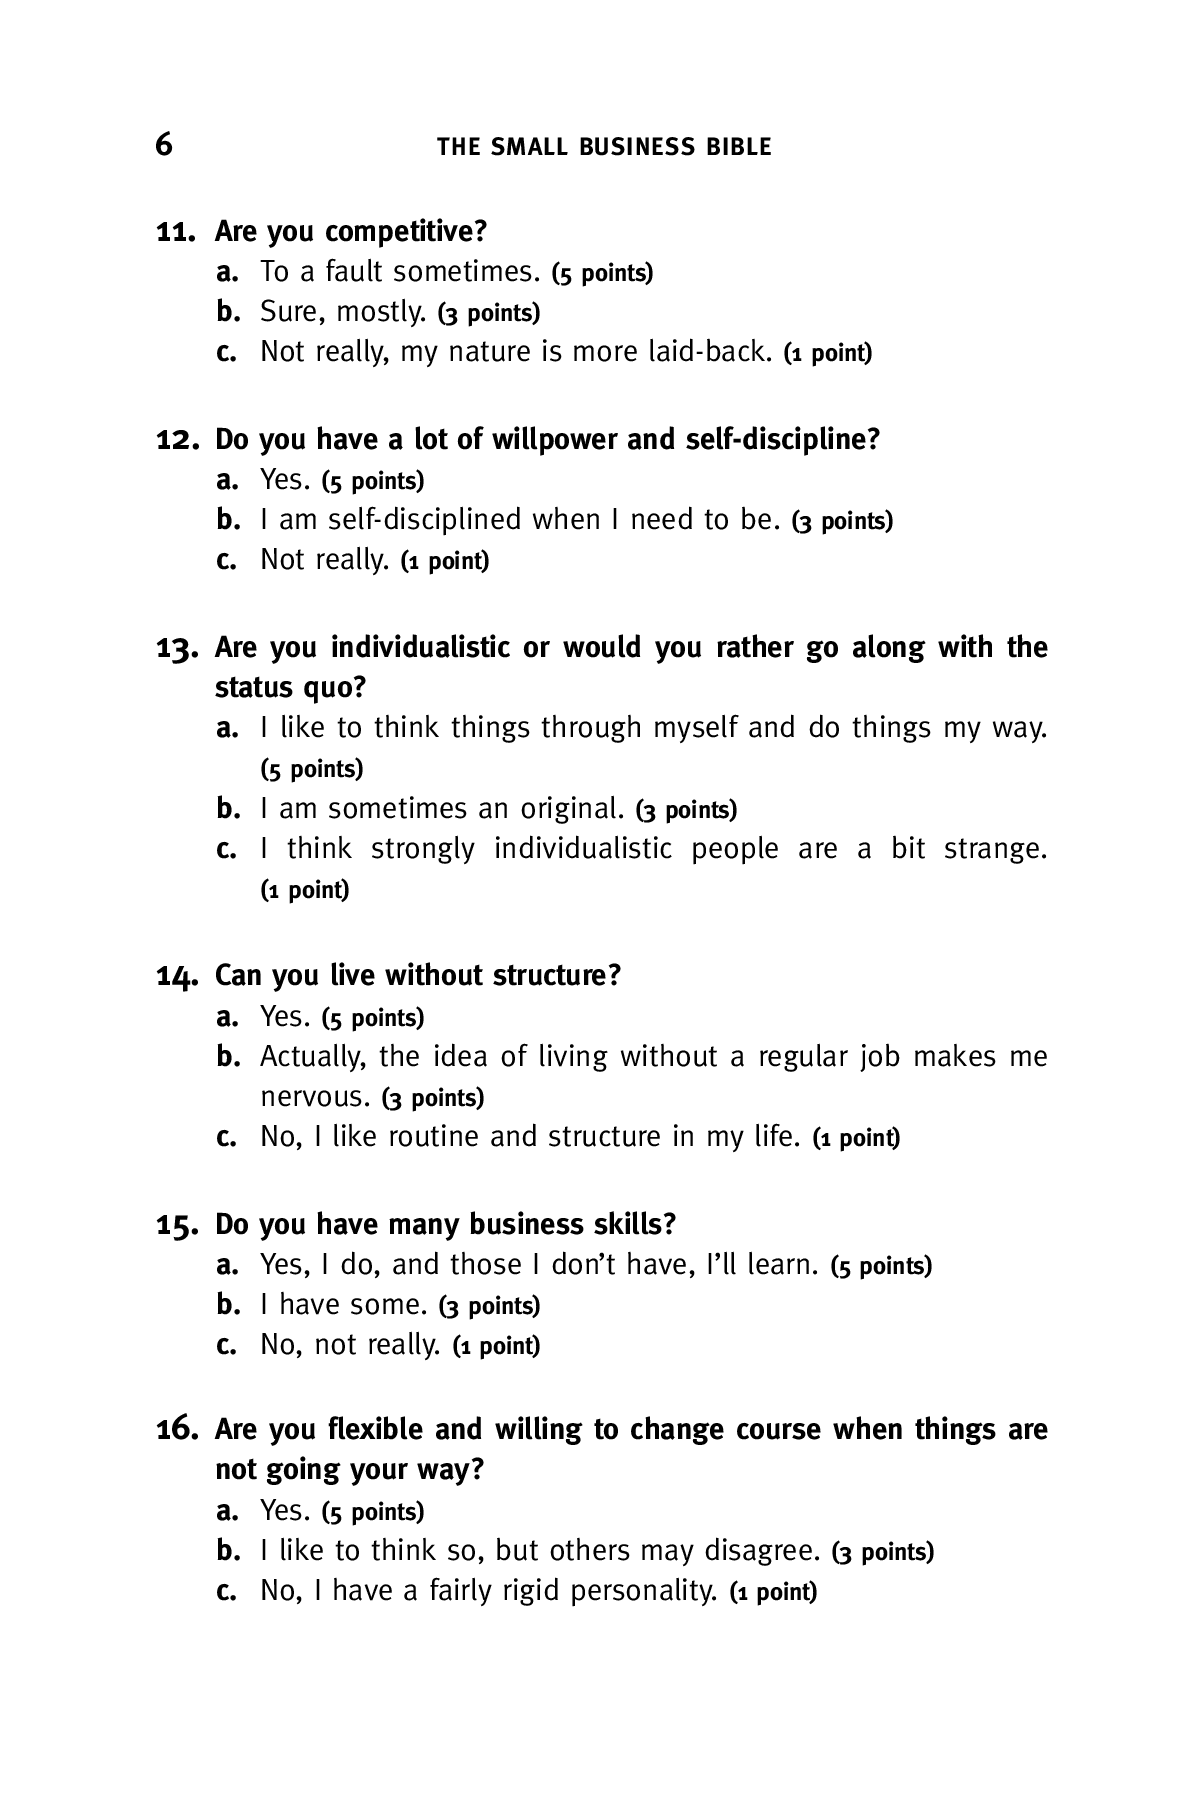 6 THE SMALL BUSINESS BIBLE
11. Are you competitive?
a. To a fault sometimes. (5 points)
b. Sure, mostly. (3 points)
c. Not really, my nature is more laid-back. (1 point)
12. Do you have a lot of willpower and self-discipline?
a. Yes. (5 points)
b. I am self-disciplined when I need to be. (3 points)
c. Not really. (1 point)
13. Are you individualistic or would you rather go along with the
status quo?
a. I like to think things through myself and do things my way.
(5 points)
b. I am sometimes an original. (3 points)
c. I think strongly individualistic people are a bit strange.
(1 point)
14. Can you live without structure?
a. Yes. (5 points)
b. Actually, the idea of living without a regular job makes me
nervous. (3 points)
c. No, I like routine and structure in my life. (1 point)
15. Do you have many business skills?
a. Yes, I do, and those I don’t have, I’ll learn. (5 points)
b. I have some. (3 points)
c. No, not really. (1 point)
16. Are you flexible and willing to change course when things are
not going your way?
a. Yes. (5 points)
b. I like to think so, but others may disagree. (3 points)
c. No, I have a fairly rigid personality. (1 point)